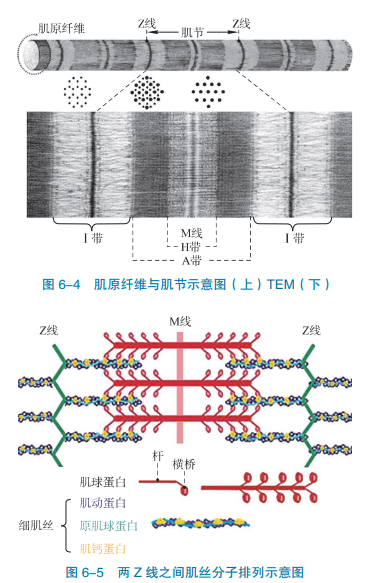 肌原纤维
Z线 肌节 Z线
I 带 M线 I 带
H带
A带
图 6-4 肌原纤维与肌节示意图（上）TEM（下）
Z线 M线 Z线
杆 横桥
肌球蛋白
肌动蛋白
细肌丝 原肌球蛋白
肌钙蛋白
图 6-5 两 Z 线之间肌丝分子排列示意图